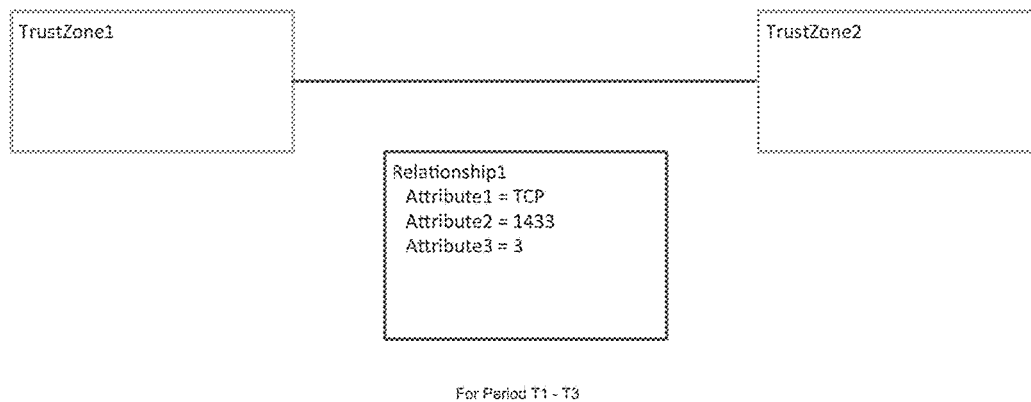 TrustZone1
TrustZone2
Relationship1
Attribute1 = TCP
Attribute2 = 1433
Attribute3 = 3
For Period T1 - T3